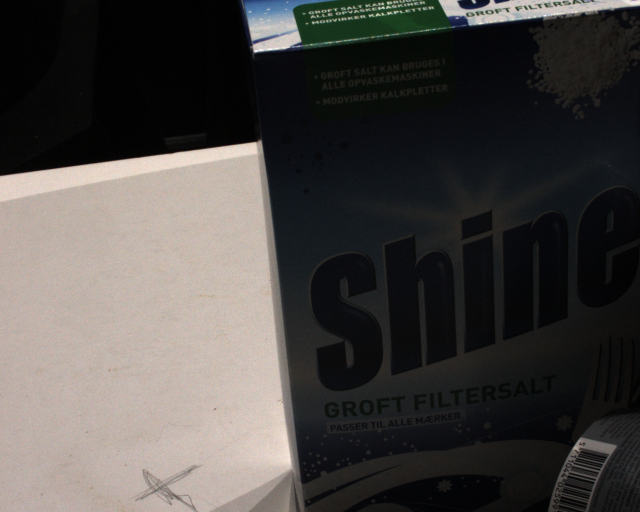 • GROFT SALT KAN BRUGES I
ALLE OPVASKEMASKINER
• MODVIRKER KALKPLETTER
GROFT FILTERSALT
• GROFT SALT KAN BRUGES I
ALLE OPVASKEMASKINER
• MODVIRKER KALKPLETTER
Shine
GROFT FILTERSALT
PASSER TIL ALLE MÆRKER